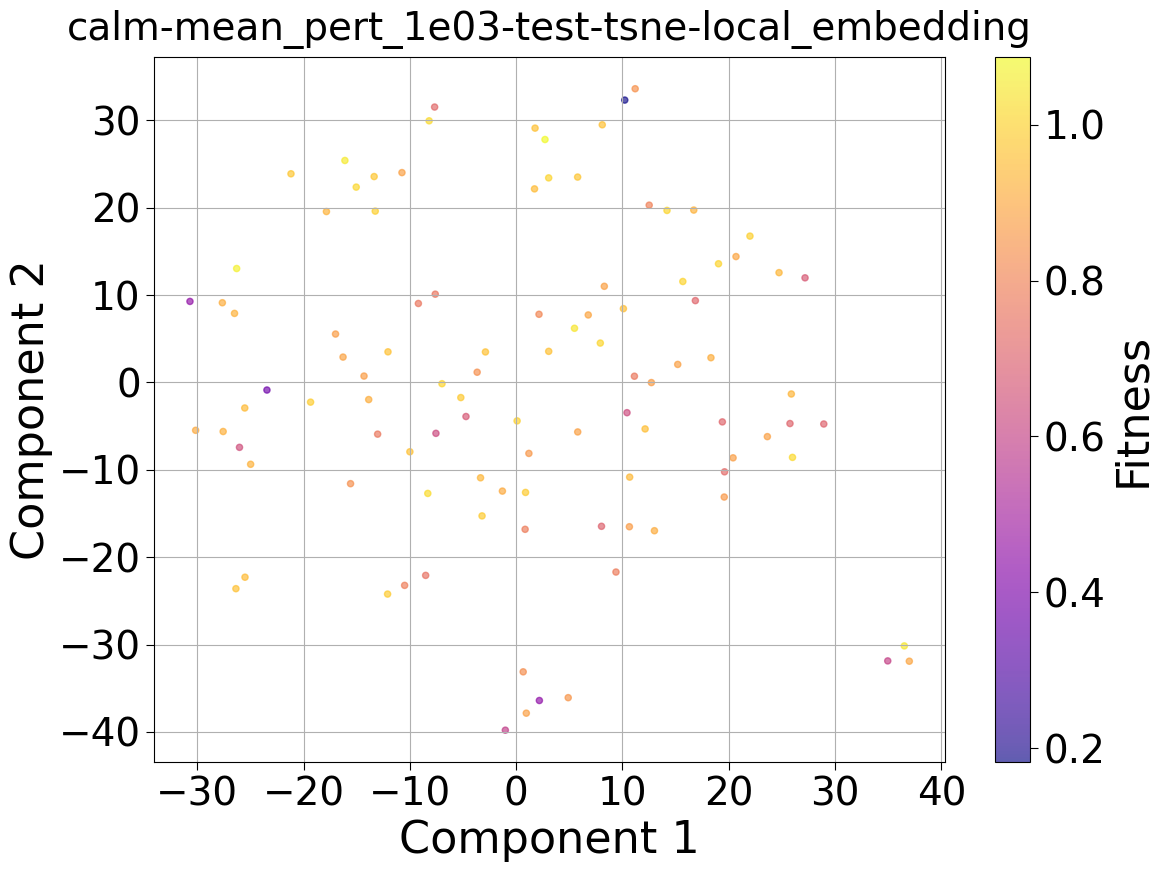 calm-mean_pert_1e03-test-tsne-local_embedding
30
20
10
0
−10
−20
−30
−40
Component 2
−30 −20 −10 0 10 20 30 40
Component 1
1.0
0.8
0.6
0.4
0.2
Fitness